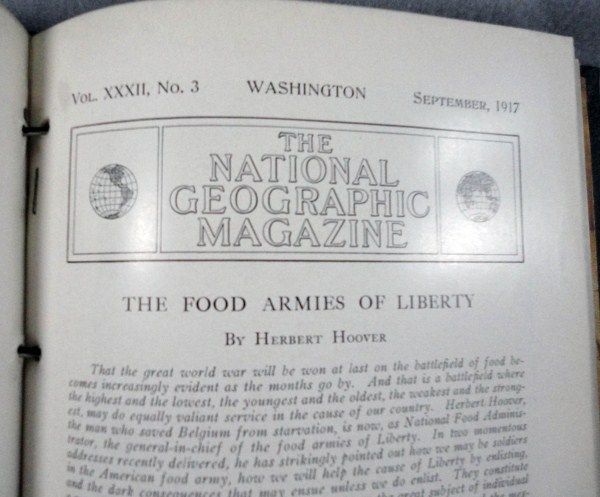 VOL. XXXII, NO. 3 WASHINGTON SEPTEMBER, 1917
THE
NATIONAL
GEOGRAPHIC
MAGAZINE
THE FOOD ARMIES OF LIBERTY
BY HERBERT HOOVER
That the great world war will be won at last on the battlefield of food be-
comes increasingly evident as the months go by. And that is a battlefield where
the highest and the lowest, the youngest and the oldest, the weakest and the strong-
est, may do equally valiant service in the cause of our country. Herbert Hoover,
the man who saved Belgium from starvation, is now, as National Food Adminis-
trator, the general-in-chief of the food armies of Liberty. In two momentous
addresses recently delivered, he has strikingly pointed out how we may be soldiers
in the American food army, how we will help the cause of Liberty by enlisting,
and the dark consequences that may ensue unless we do enlist. They constitute
the great subject of individual